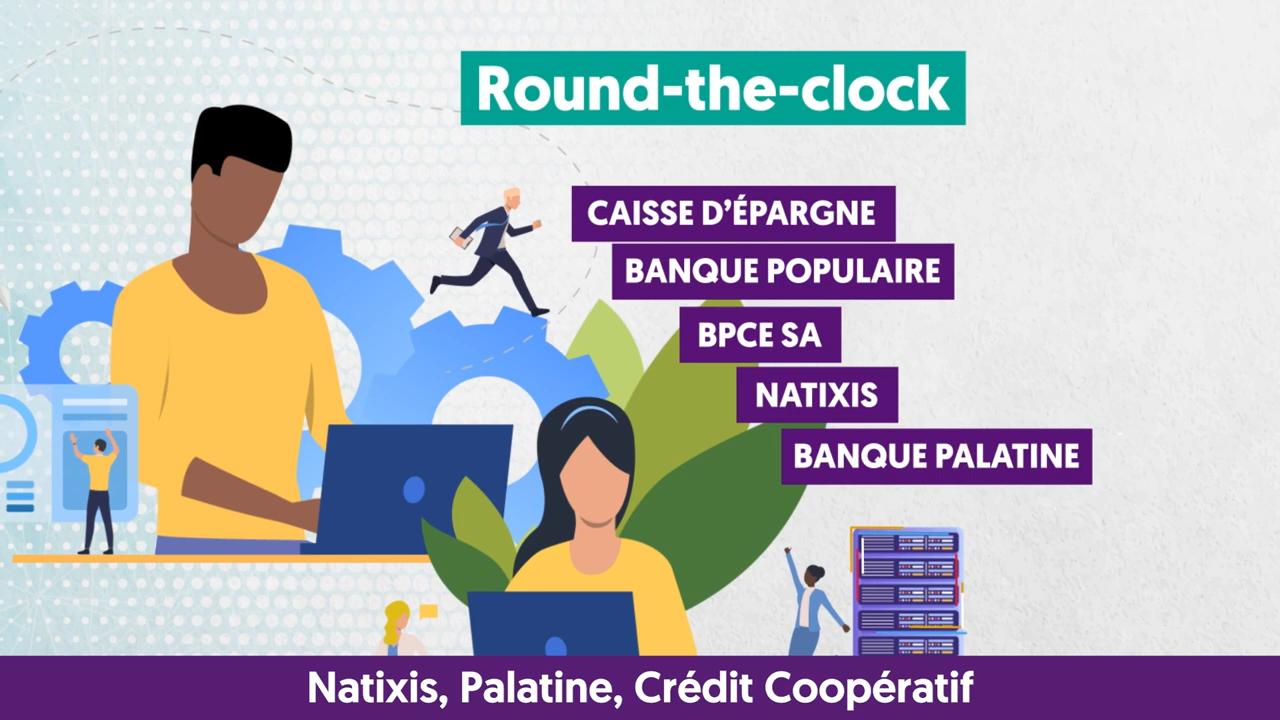 Round-the-clock
CAISSE D’ÉPARGNE
BANQUE POPULAIRE
BPCE SA
NATIXIS
BANQUE PALATINE
Natixis, Palatine, Crédit Coopératif